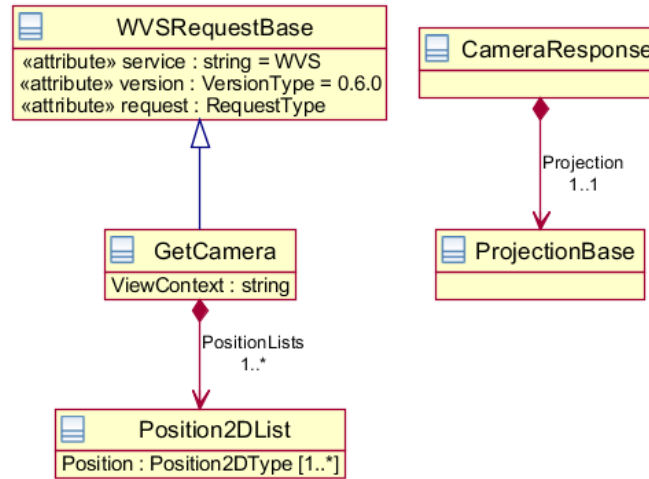 WVSRequestBase
«attribute» service : string = WVS
«attribute» version : VersionType = 0.6.0
«attribute» request : RequestType
CameraResponse
Projection
1..1
GetCamera
ViewContext : string
ProjectionBase
PositionLists
1..*
Position2DList
Position : Position2DType [1..*]